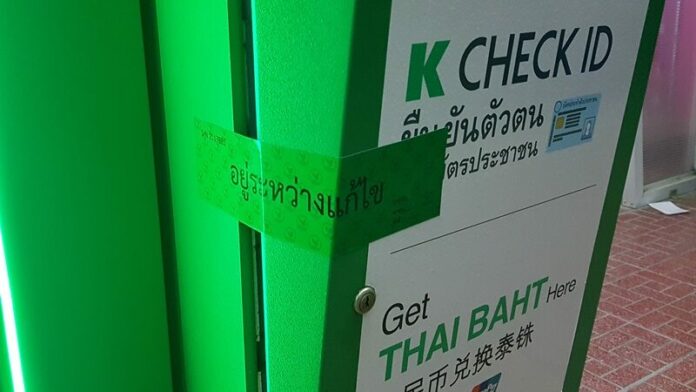 K CHECK ID
ยืนยันตัวตน
บัตรประชาชน
อยู่ระหว่างแก้ไข
Get
THAI BAHT Here
民币兑换泰铢